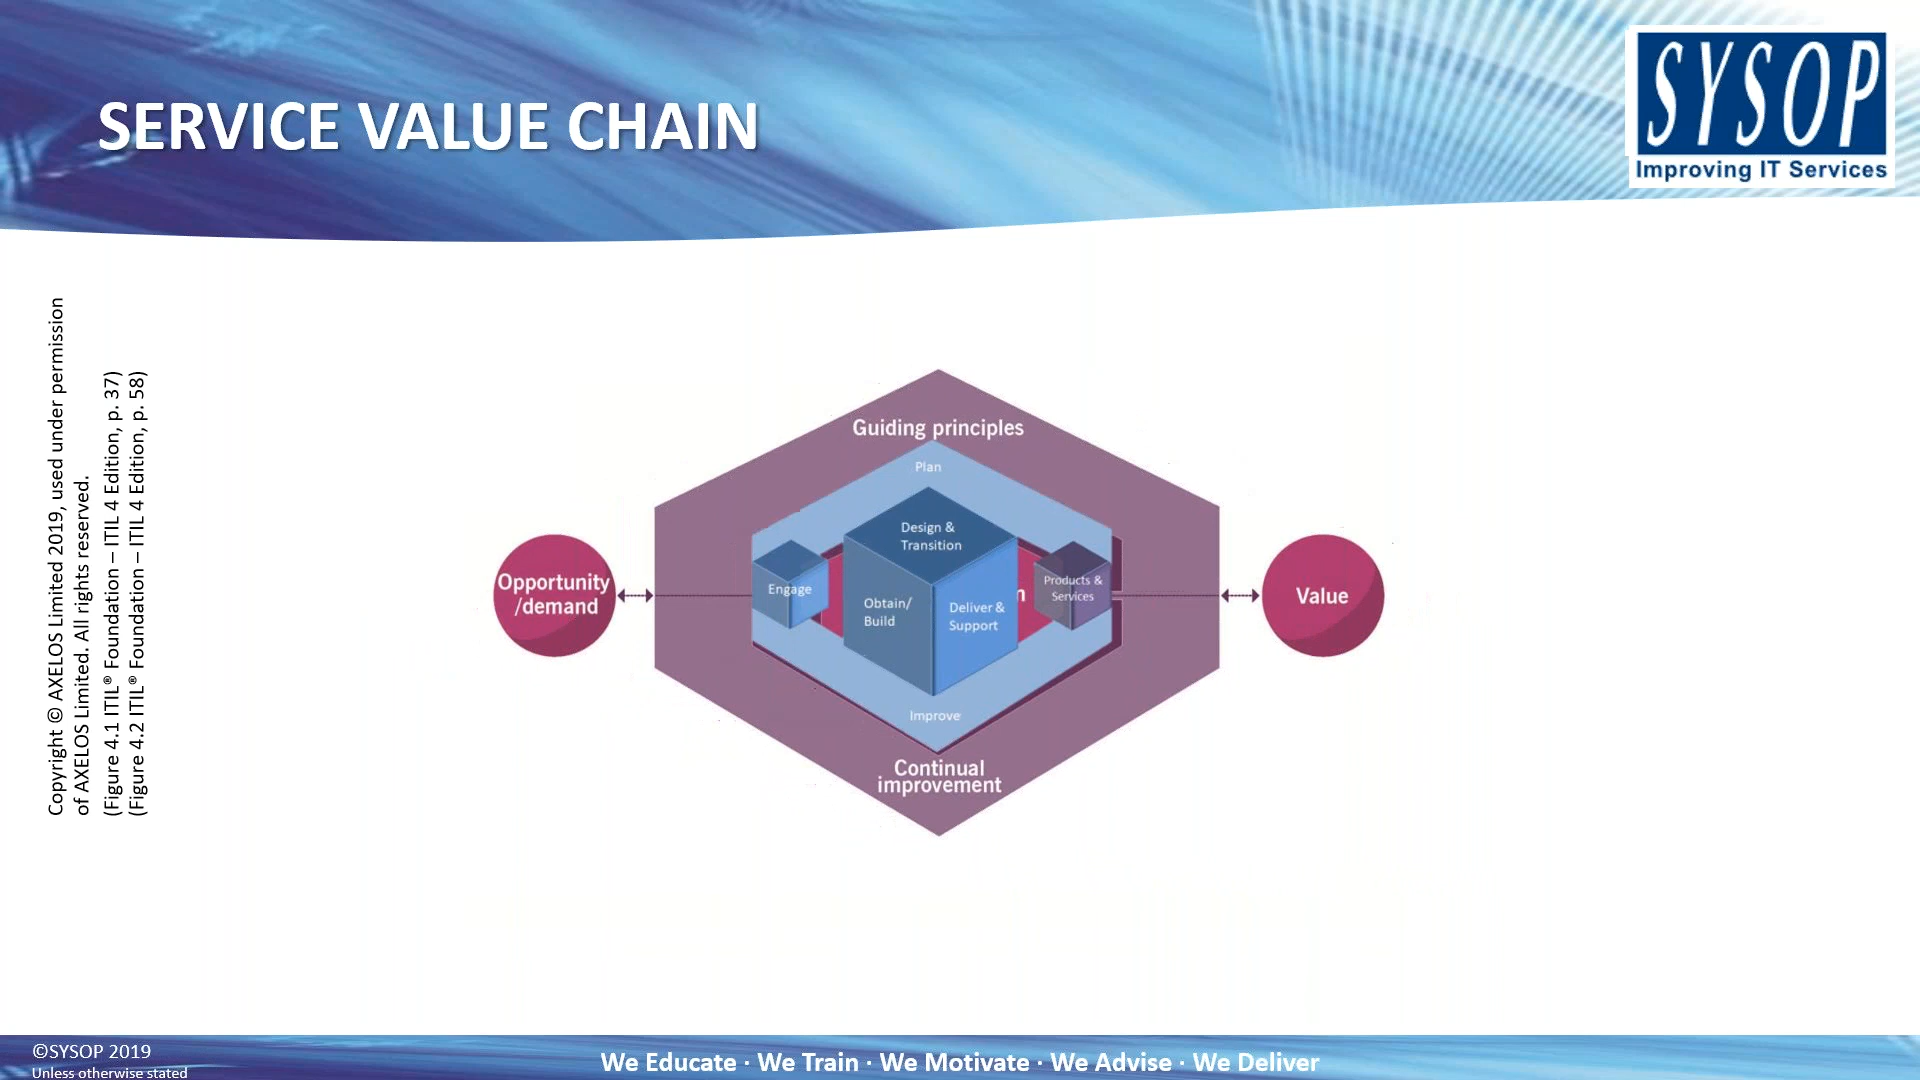 SERVICE VALUE CHAIN
SYSOP
Improving IT Services
Copyright © AXELOS Limited 2019, used under permission
of AXELOS Limited. All rights reserved.
(Figure 4.1 ITIL® Foundation – ITIL 4 Edition, p. 37)
(Figure 4.2 ITIL® Foundation – ITIL 4 Edition, p. 58)
Guiding principles
Plan
Design &
Transition
Opportunity
/demand
Engage
Obtain/
Build
Deliver &
Support
n
Products &
Services
Value
Improve
Continual
improvement
©SYSOP 2019
Unless otherwise stated
We Educate · We Train · We Motivate · We Advise · We Deliver